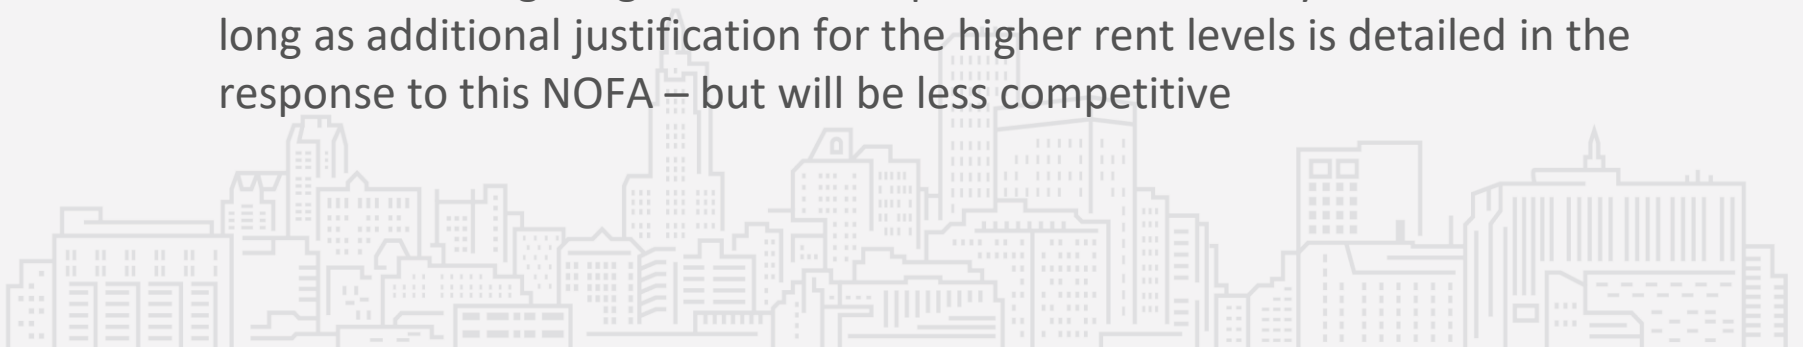 long as additional justification for the higher rent levels is detailed in the
response to this NOFA – but will be less competitive